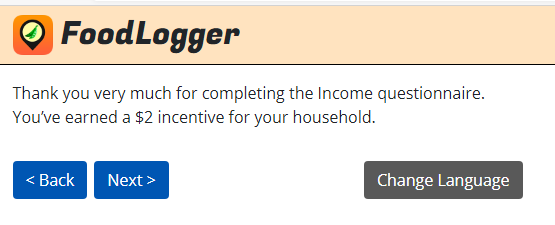 FoodLogger
Thank you very much for completing the Income questionnaire.
You've earned a $2 incentive for your household.
< Back
Next >
Change Language